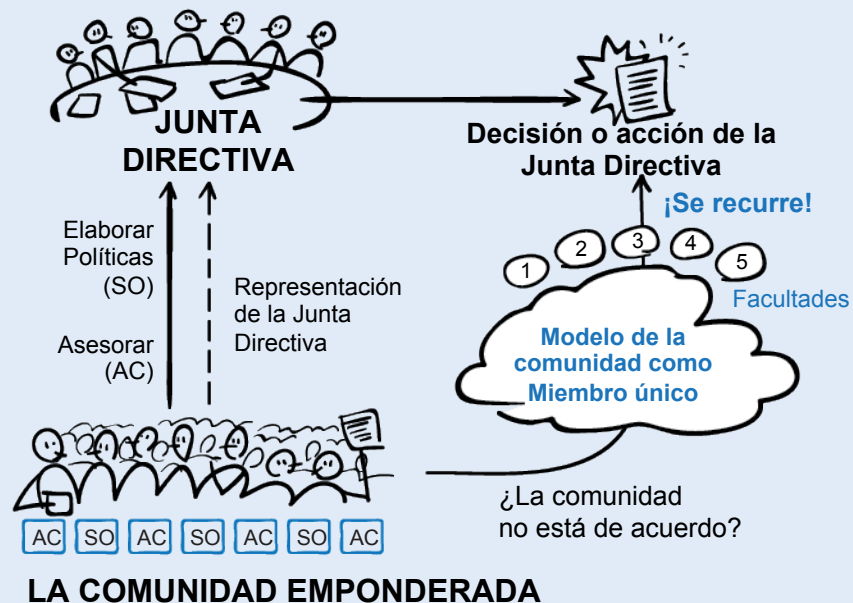 JUNTA
DIRECTIVA
Decisión o acción de la
Junta Directiva
¡Se recurre!
1
2
3
4
5
Facultades
Modelo de la
comunidad como
Miembro único
Elaborar
Políticas
(SO)
Asesorar
(AC)
Representación
de la Junta
Directiva
¿La comunidad
no está de acuerdo?
AC SO AC SO AC SO AC
LA COMUNIDAD EMPONDERADA